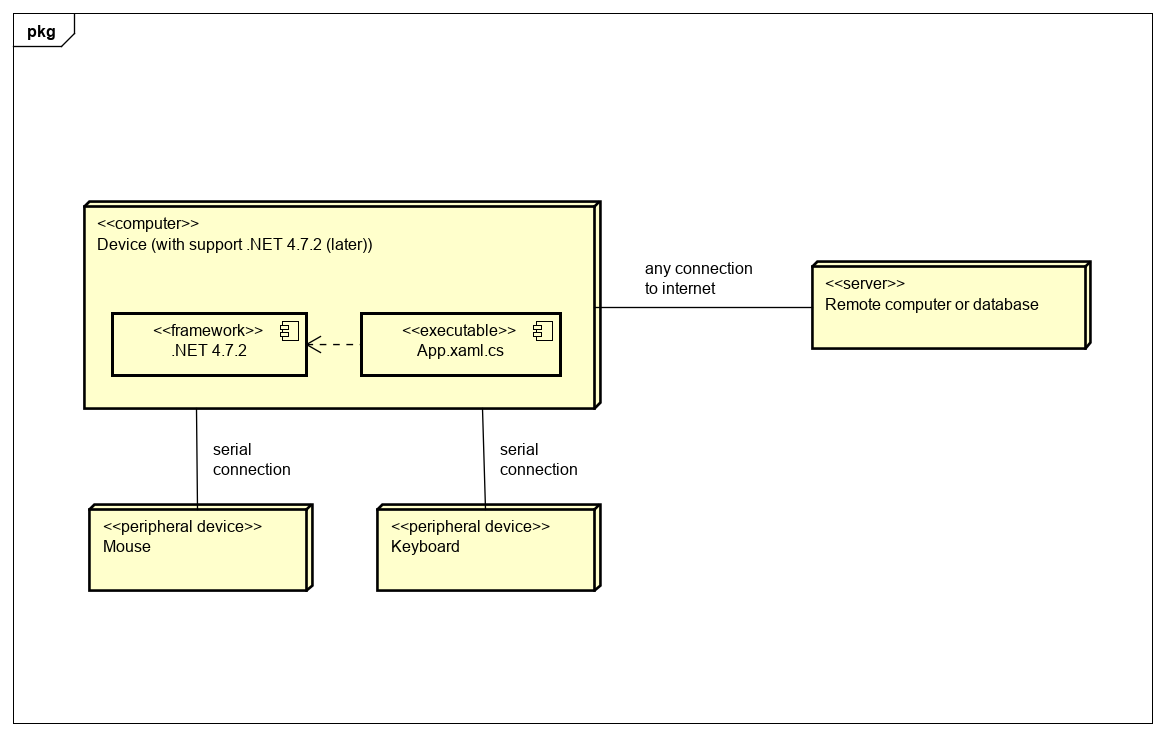 pkg
<<computer>>
Device (with support .NET 4.7.2 (later))
<<framework>>
.NET 4.7.2
<<executable>>
App.xaml.cs
any connection
to internet
<<server>>
Remote computer or database
serial
connection
serial
connection
<<peripheral device>>
Mouse
<<peripheral device>>
Keyboard